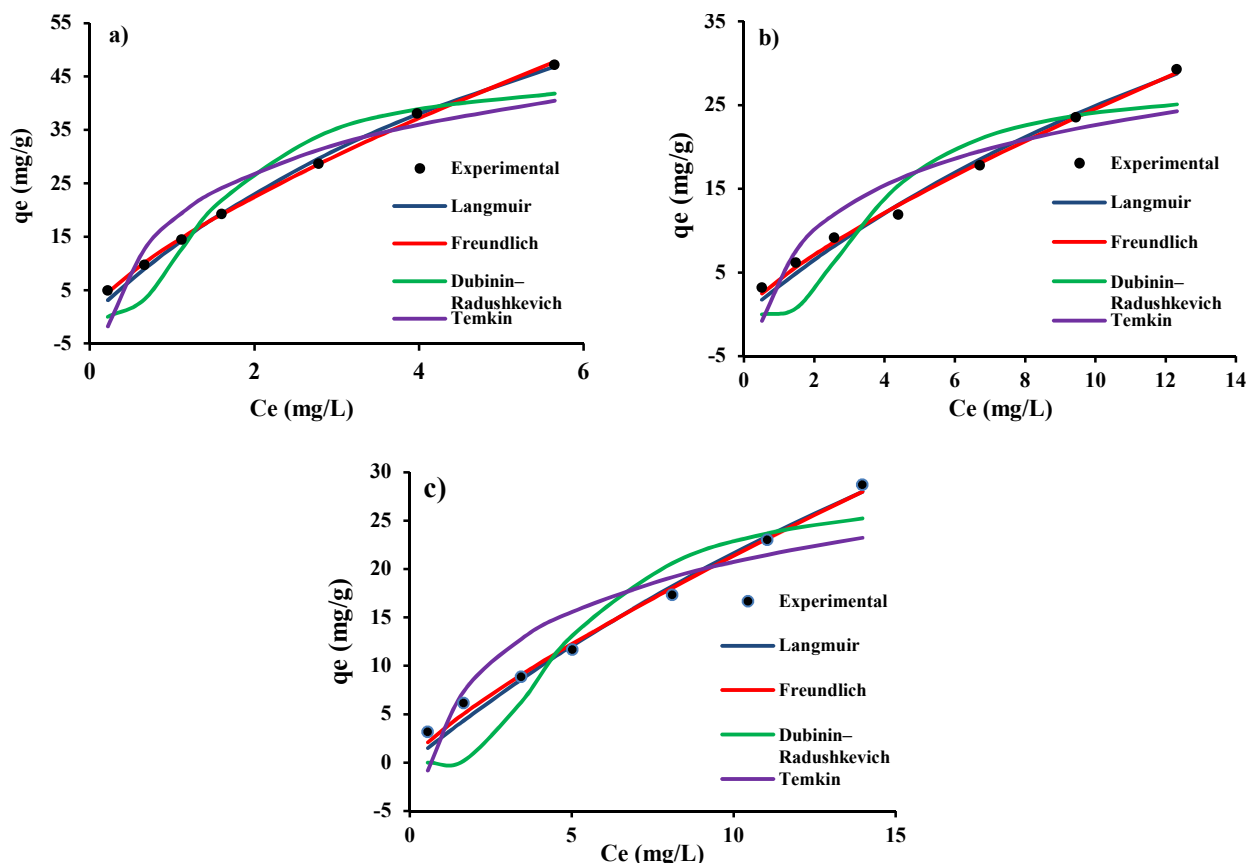 a)
55
45
35
25
15
5
-5
qe (mg/g)
Experimental
Langmuir
Freundlich
Dubinin–
Radushkevich
Temkin
0
2
4
6
Ce (mg/L)
b)
35
25
15
5
-5
qe (mg/g)
Experimental
Langmuir
Freundlich
Dubinin–
Radushkevich
Temkin
0
2
4
6
8
10
12
14
Ce (mg/L)
c)
30
25
20
15
10
5
0
-5
qe (mg/g)
Experimental
Langmuir
Freundlich
Dubinin–
Radushkevich
Temkin
0
5
10
15
Ce (mg/L)